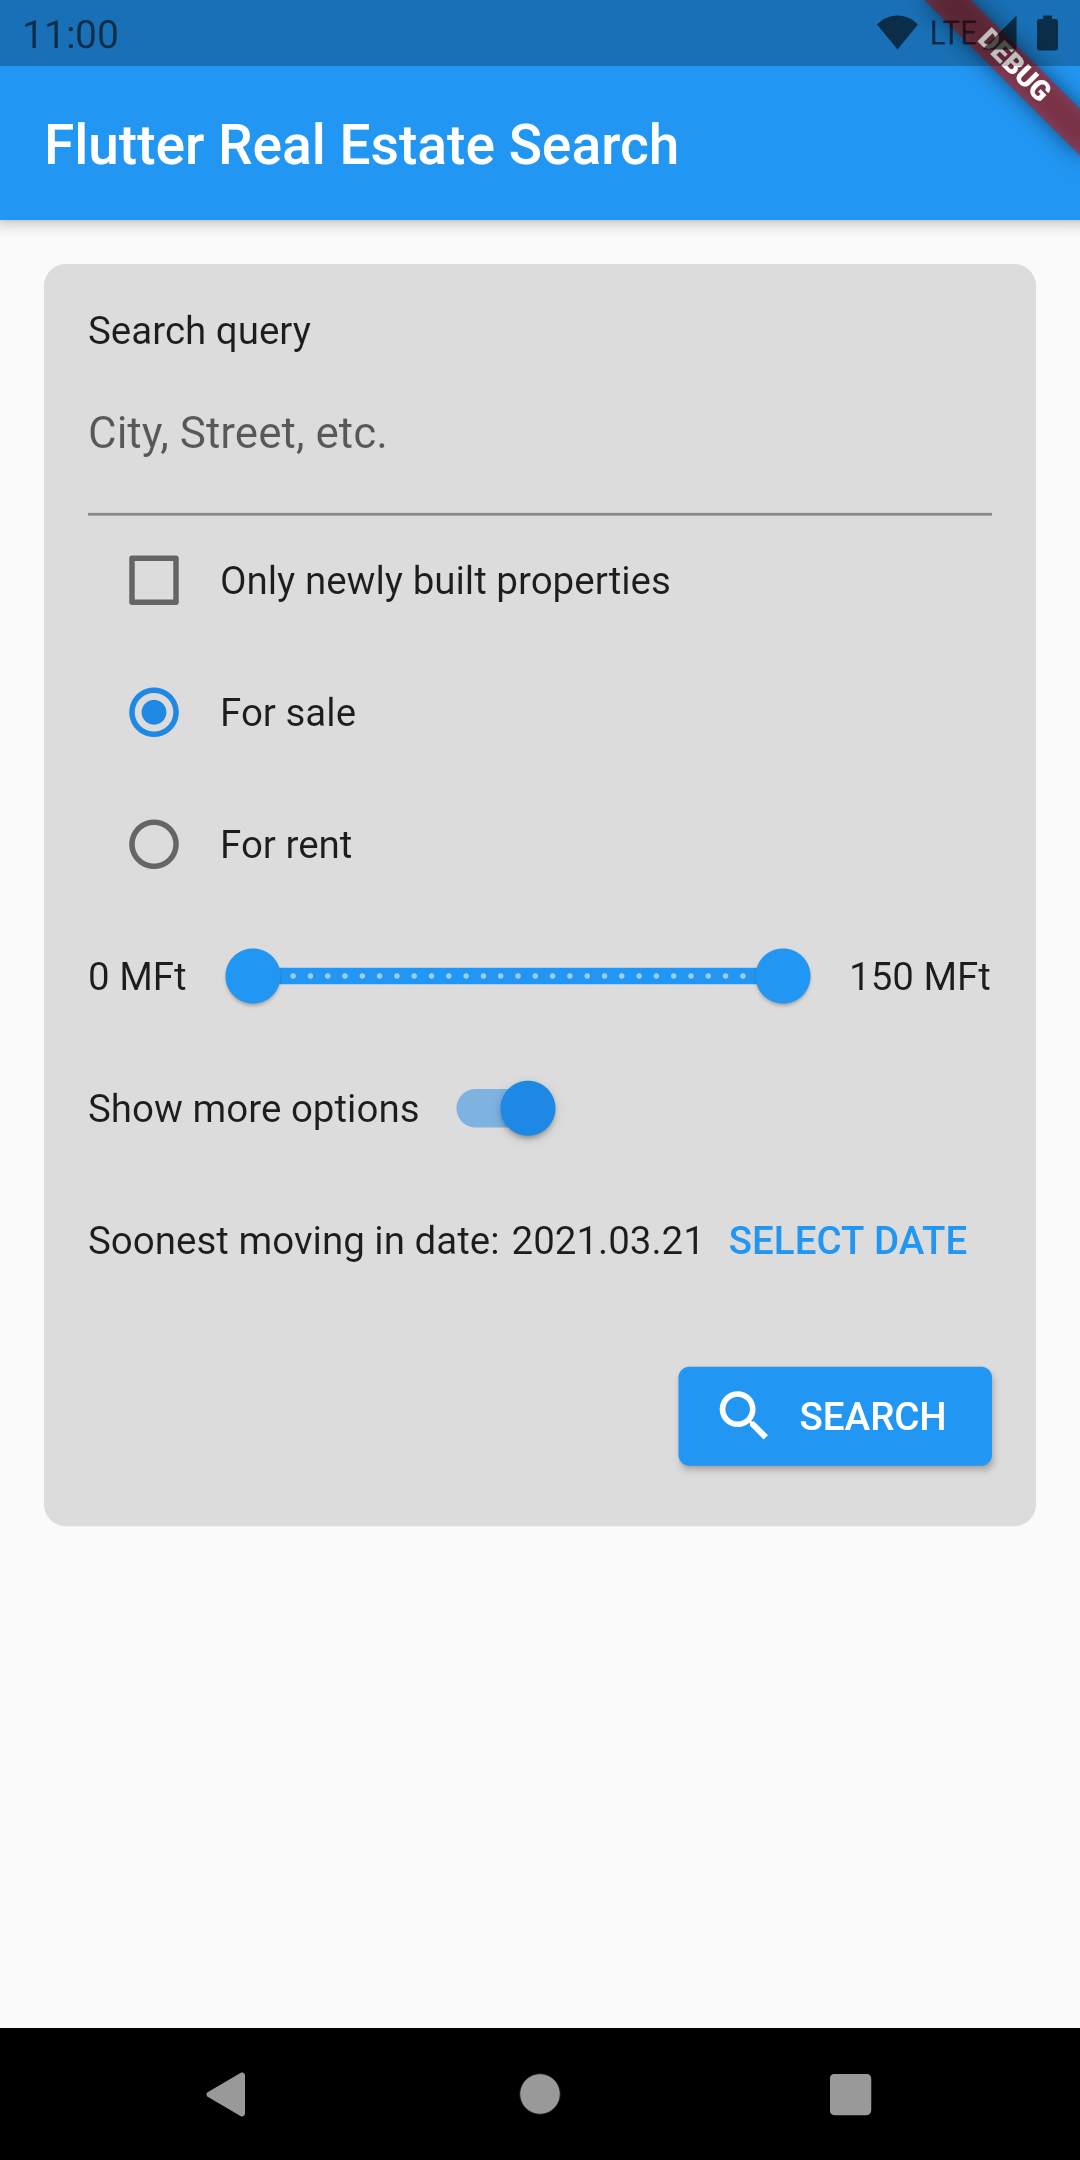 11:00 LTE
DEBUG
Flutter Real Estate Search
Search query
City, Street, etc.
Only newly built properties
For sale
For rent
0 MFt 150 MFt
Show more options
Soonest moving in date: 2021.03.21 SELECT DATE
SEARCH